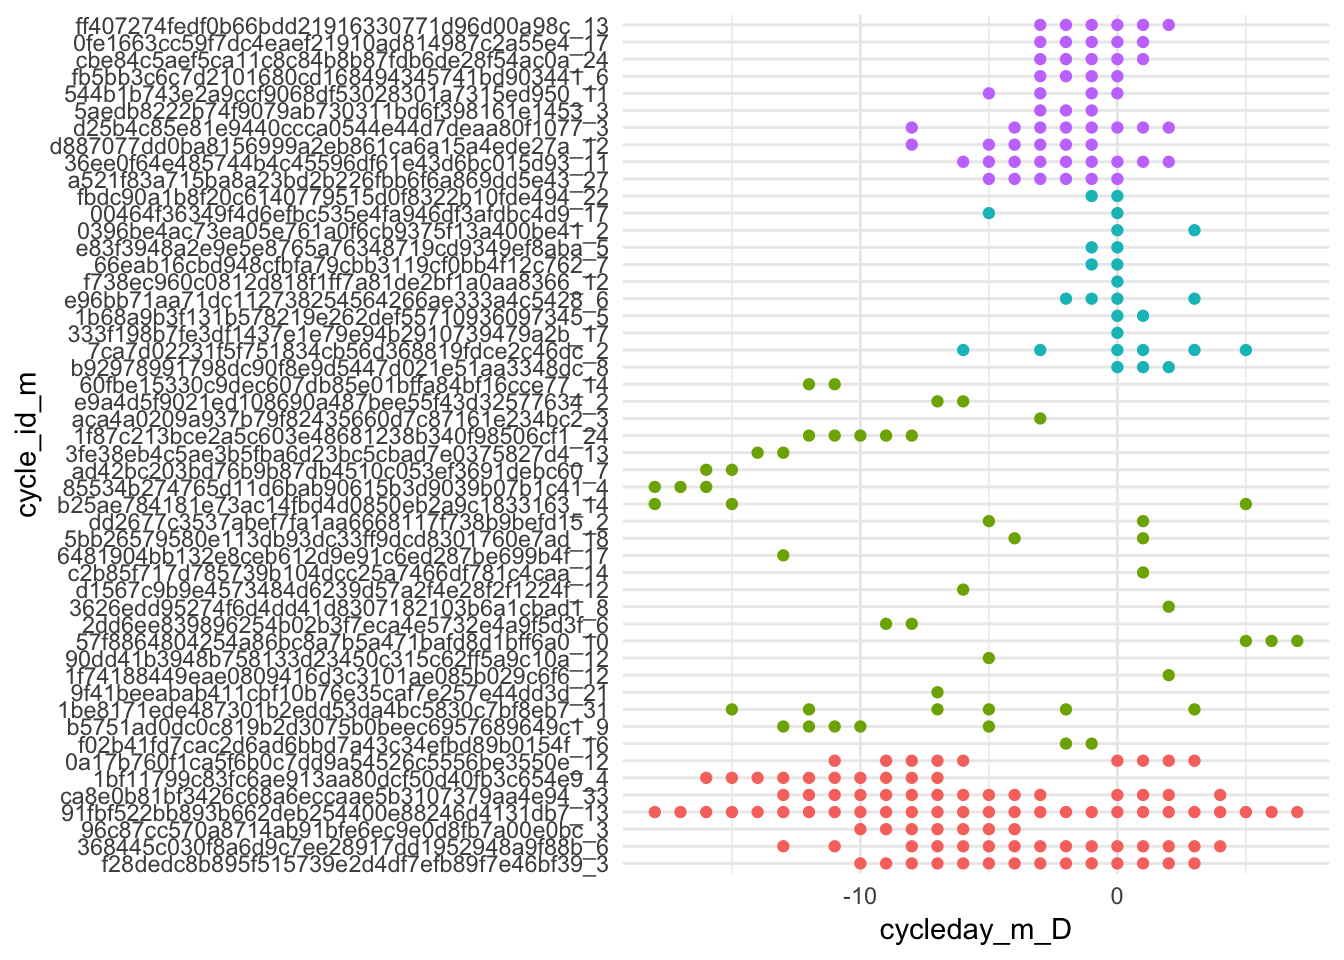 ff407274fedf0b66bdd21916330771d96d00a98c_13
0fe1663cc59f7dc4eaef21910ad814987c2a55e4_17
cbe84c5aef5ca11c8c84b8b87fdb6de28f54ac0a_24
fb5bb3c6c7d2101680cd168494345741bd903441_6
544b1b743e2a9ccf9068df53028301a7315ed950_11
5aedb8222b74f9079ab730311bd6f398161e1453_3
d25b4c85e81e9440ccca0544e44d7deaa80f1077_3
d887077dd0ba8156999a2eb861ca6a15a4ede27a_12
36ee0f64e485744b4c45596df61e43d6bc015d93_11
a521f83a715ba8a23bd2b226fbb6f6a869dd5e43_27
fbdc90a1b8f20c6140779515d0f8322b10fde494_22
00464f36349f4d6efbc535e4fa946df3afdbc4d9_17
0396be4ac73ea05e761a0f6cb9375f13a400be41_2
e83f3948a2e9e5e8765a76348719cd9349ef8aba_5
66eab16cbd948cfbfa79cbb3119cf0bb4f12c762_7
f738ec960c0812d818f1ff7a81de2bf1a0aa8366_12
e96bb71aa71dc112738254564266ae333a4c5428_6
1b68a9b3f131b578219e262def55710936097345_5
333f198b7fe3df1437e1e79e94b2910739479a2b_17
7ca7d02231f5f751834cb56d368819fdce2c46dc_2
b92978991798dc90f8e9d5447d021e51aa3348dc_8
60fbe15330c9dec607db85e01bffa84bf16cce77_14
e9a4d5f9021ed108690a487bee55f43d32577634_2
aca4a0209a937b79f82435660d7c87161e234bc2_3
1f87c213bce2a5c603e48681238b340f98506cf1_24
3fe38eb4c5ae3b5fba6d23bc5cbad7e0375827d4_13
ad42bc203bd76b9b87db4510c053ef3691debc60_7
85534b274765d11d6bab90615b3d9039b07b1c41_4
b25ae784181e73ac14fbd4d0850eb2a9c1833163_14
dd2677c3537abef7fa1aa6668117f738b9befd15_2
5bb26579580e113db93dc33ff9dcd8301760e7ad_18
6481904bb132e8ceb612d9e91c6ed287be699b4f_17
c2b85f717d785739b104dcc25a7466df781c4caa_14
d1567c9b9e4573484d6239d57a2f4e28f2f1224f_12
3626edd95274f6d4dd41d8307182103b6a1cbad1_8
2dd6ee839896254b02b3f7eca4e5732e4a9f5d3f_6
57f8864804254a86bc8a7b5a471bafd8d1bff6a0_10
90dd41b3948b758133d23450c315c62ff5a9c10a_12
1f74188449eae0809416d3c3101ae085b029c6f6_12
9f41beeabab411cbf10b76e35caf7e257e44dd3d_21
1be8171ede487301b2edd53da4bc5830c7bf8eb7_31
b5751ad0dc0c819b2d3075b0beec6957689649c1_9
f02b41fd7cac2d6ad6bbd7a43c34efbd89b0154f_16
0a17b760f1ca5f6b0c7dd9a54526c5556be3550e_12
1bf11799c83fc6ae913aa80dcf50d40fb3c654e9_4
ca8e0b81bf3426c68a6eccaae5b3107379aa4e94_33
91fbf522bb893b662deb254400e88246d4131db7_13
96c87cc570a8714ab91bfe6ec9e0d8fb7a00e0bc_3
368445c030f8a6d9c7ee28917dd1952948a9f88b_6
f28dedc8b895f515739e2d4df7efb89f7e46bf39_3
cycle_id_m
-10 0
cycleday_m_D